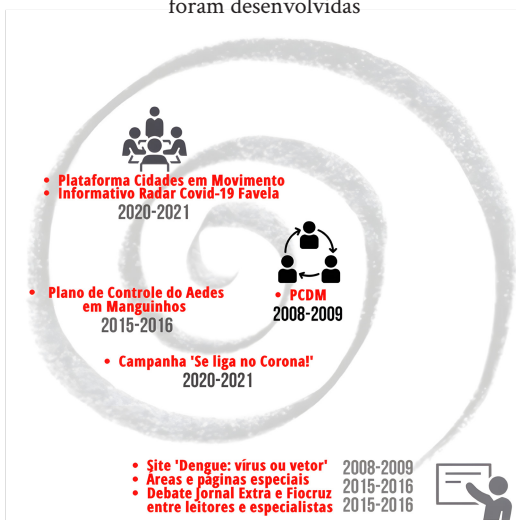 foram desenvolvidas
• Plataforma Cidades em Movimento
• Informativo Radar Covid-19 Favela
2020-2021
• PCDM
2008-2009
• Plano de Controle do Aedes
em Manguinhos
2015-2016
• Campanha 'Se liga no Corona!'
2020-2021
• Site 'Dengue: vírus ou vetor' 2008-2009
• Áreas e páginas especiais 2015-2016
• Debate Jornal Extra e Fiocruz
entre leitores e especialistas 2015-2016